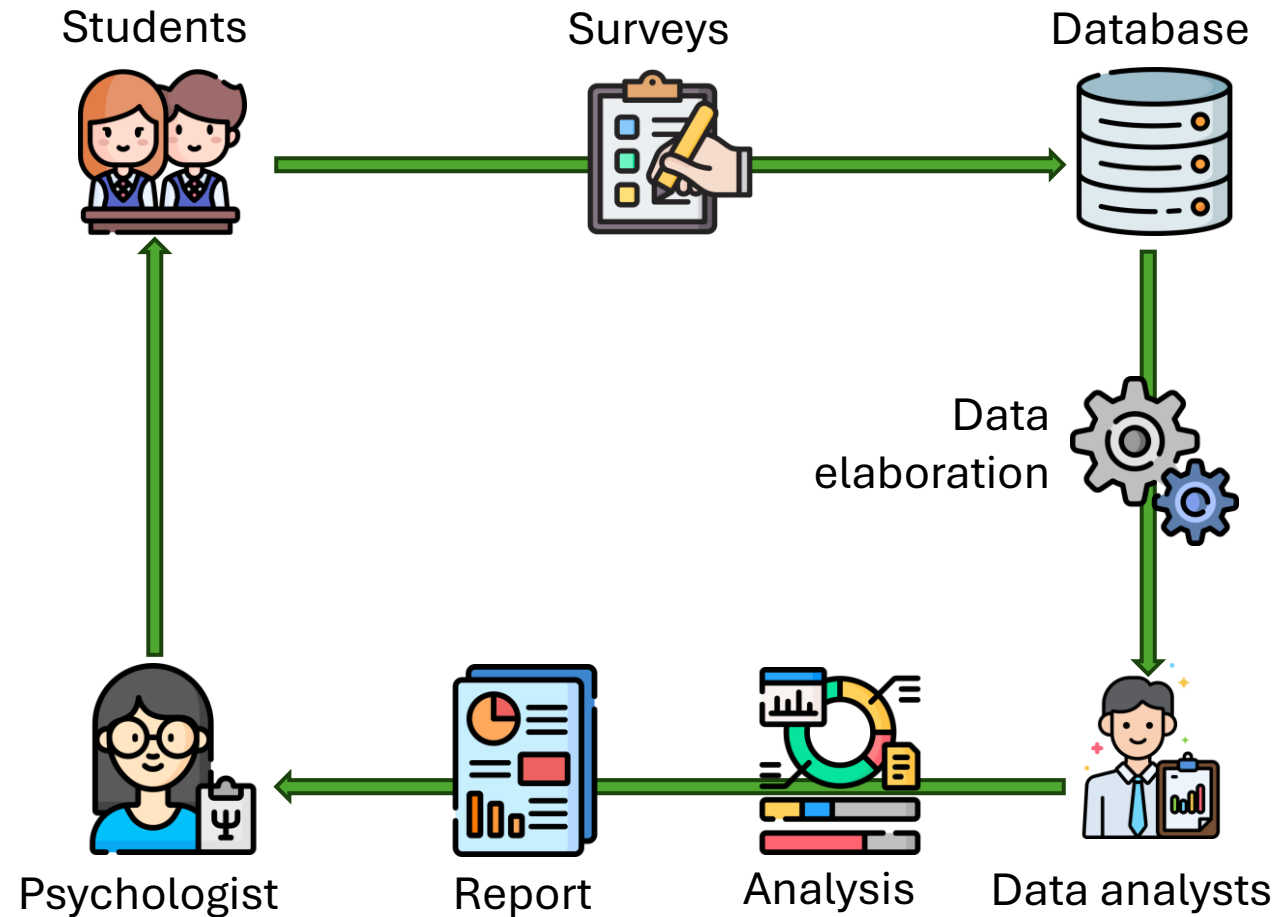 Students
Surveys
Database
Data
elaboration
Psychologist
Report
Analysis
Data analysts